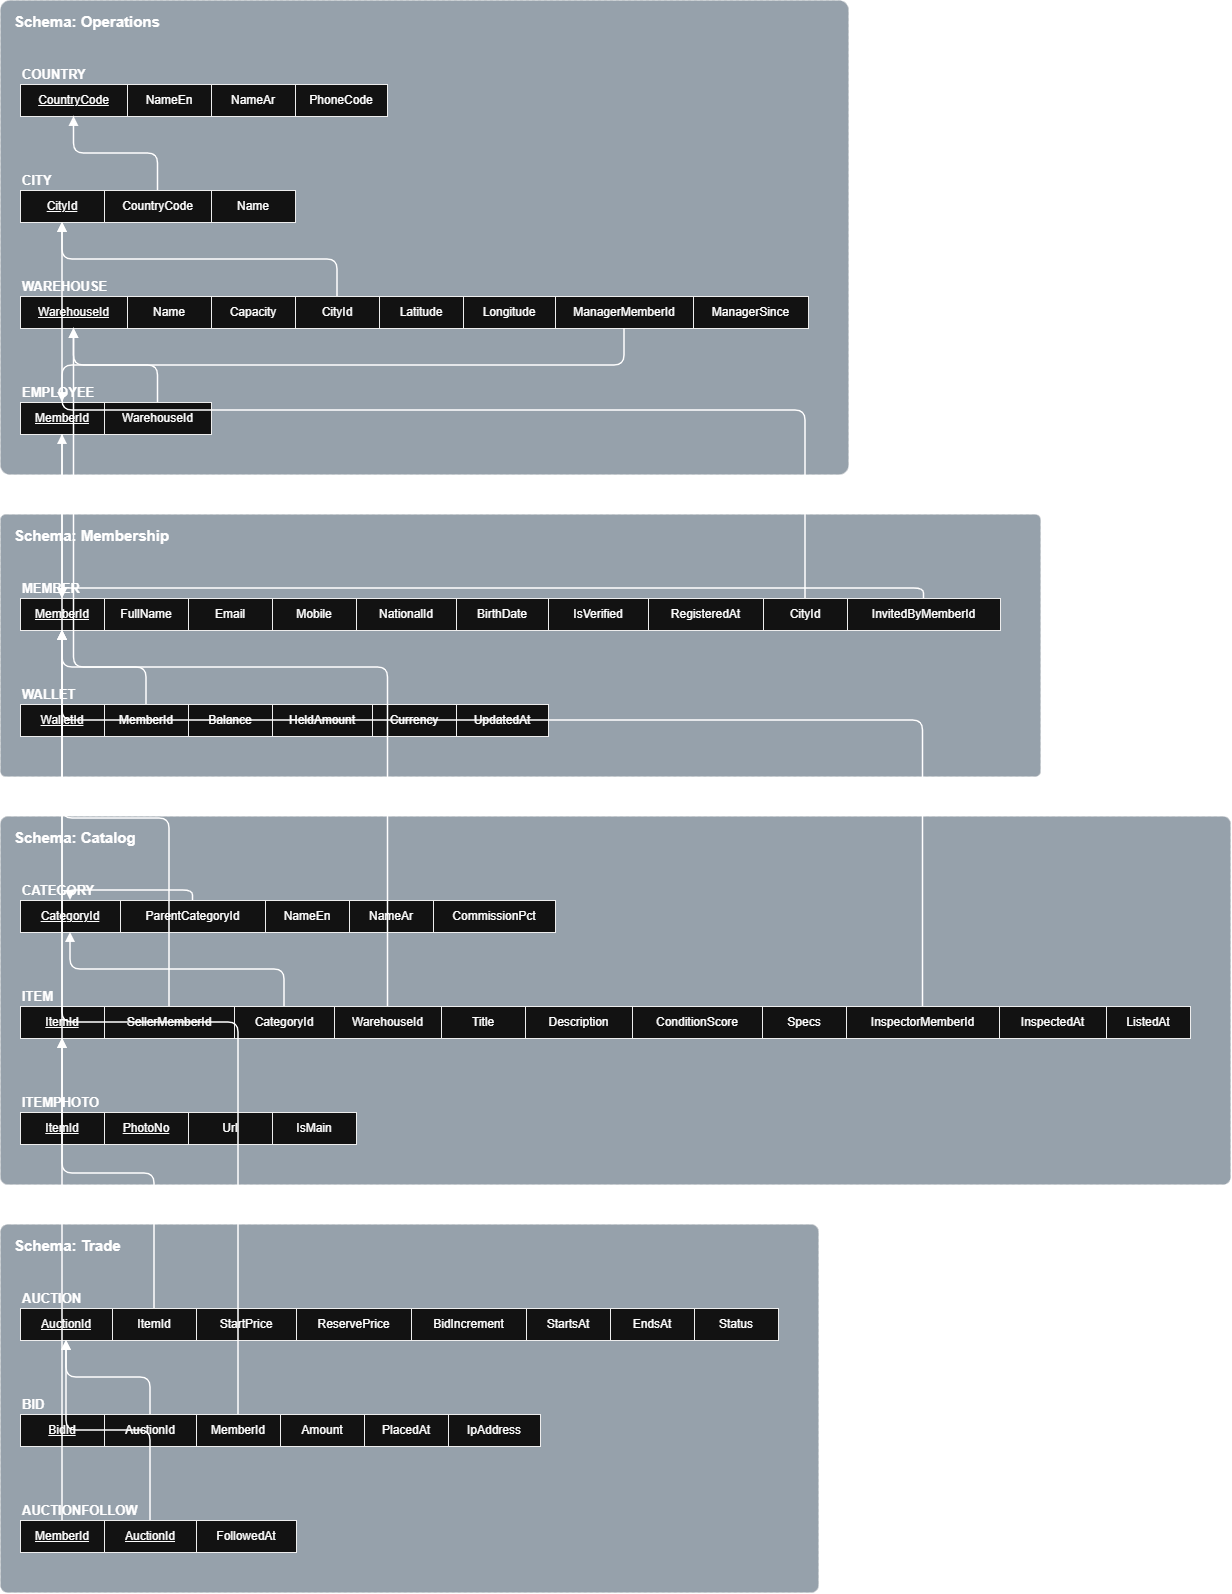 Schema: Operations
COUNTRY
CountryCode NameEn NameAr PhoneCode
CITY
CityId CountryCode Name
WAREHOUSE
WarehouseId Name Capacity CityId Latitude Longitude ManagerMemberId ManagerSince
EMPLOYEE
MemberId WarehouseId
Schema: Membership
MEMBER
MemberId FullName Email Mobile NationalId BirthDate IsVerified RegisteredAt CityId InvitedByMemberId
WALLET
WalletId MemberId Balance HeldAmount Currency UpdatedAt
Schema: Catalog
CATEGORY
CategoryId ParentCategoryId NameEn NameAr CommissionPct
ITEM
ItemId SellerMemberId CategoryId WarehouseId Title Description ConditionScore Specs InspectorMemberId InspectedAt ListedAt
ITEMPHOTO
ItemId PhotoNo Url IsMain
Schema: Trade
AUCTION
AuctionId ItemId StartPrice ReservePrice BidIncrement StartsAt EndsAt Status
BID
BidId AuctionId MemberId Amount PlacedAt IpAddress
AUCTIONFOLLOW
MemberId AuctionId FollowedAt